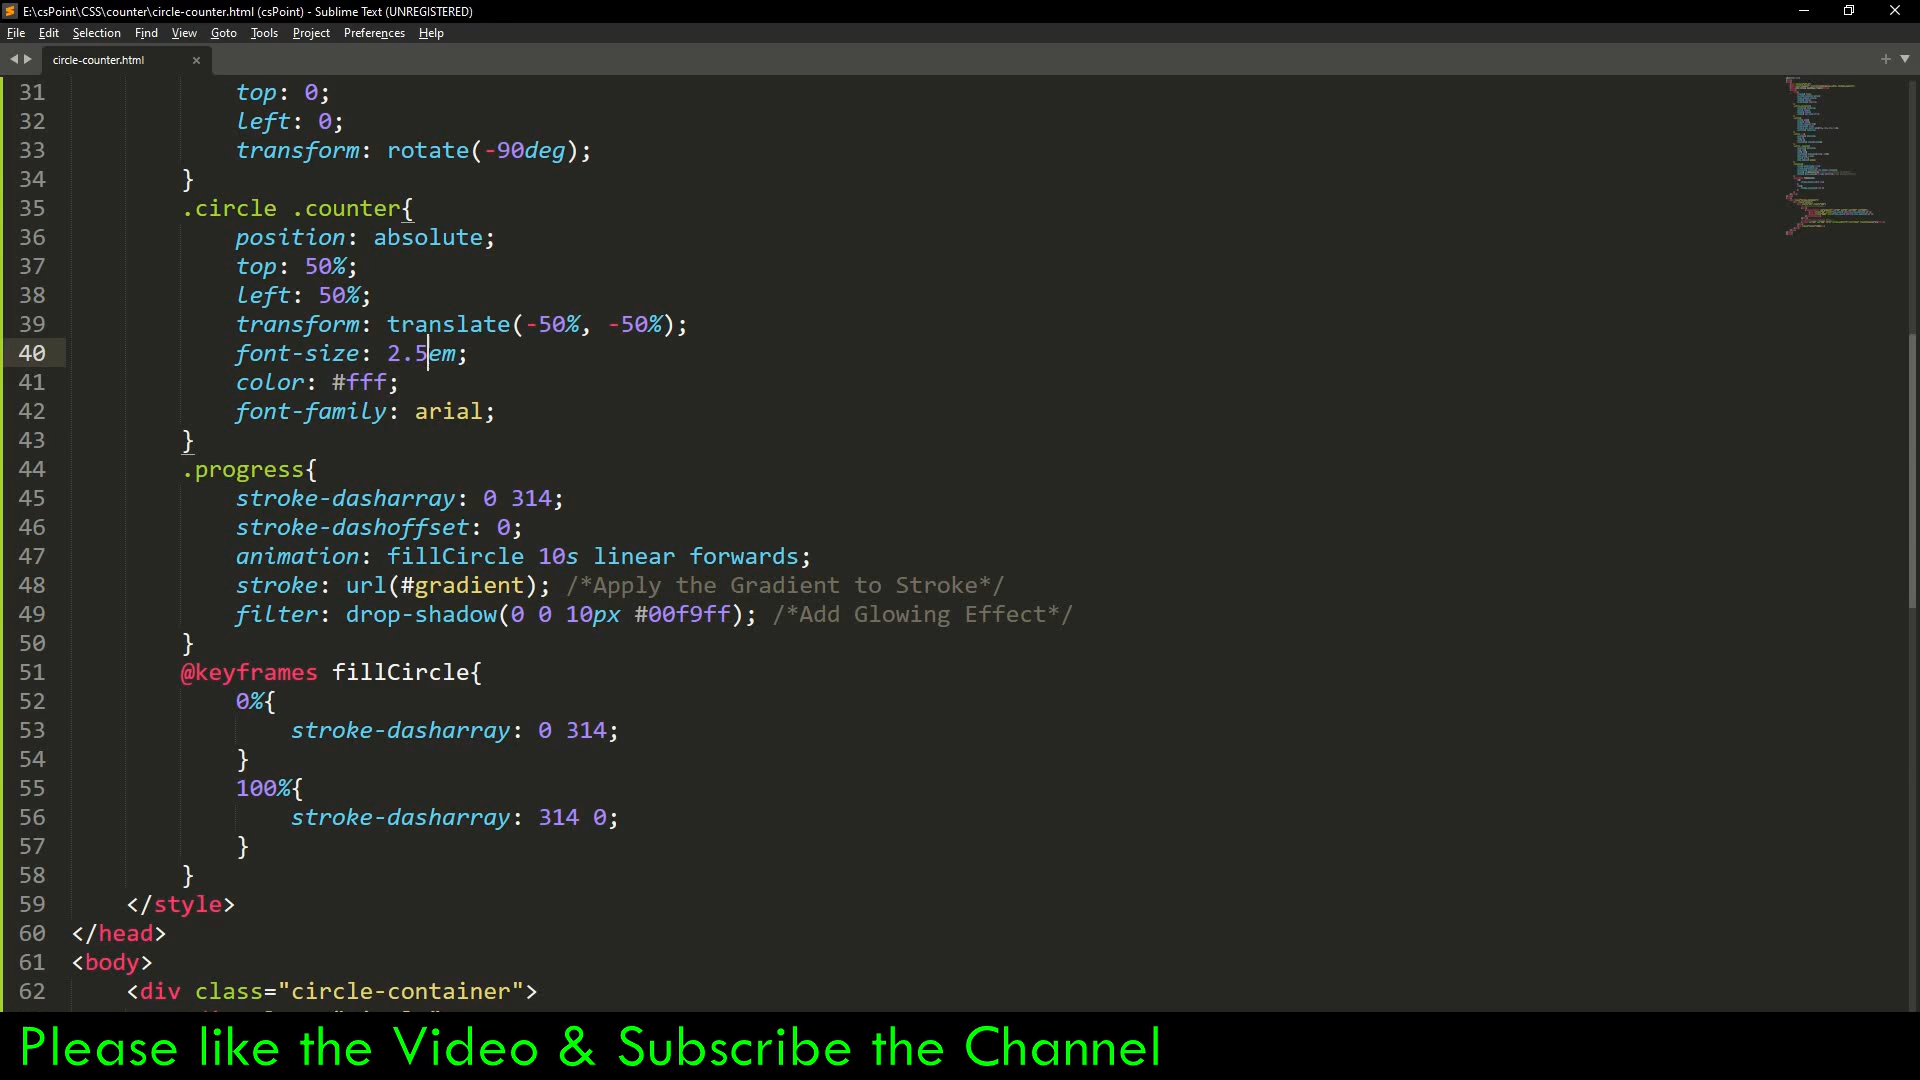 E:\csPoint\CSS\counter\circle-counter.html (csPoint) - Sublime Text (UNREGISTERED)
File Edit Selection Find View Goto Tools Project Preferences Help
circle-counter.html
31 top: 0;
32 left: 0;
33 transform: rotate(-90deg);
34 }
35 .circle .counter{
36 position: absolute;
37 top: 50%;
38 left: 50%;
39 transform: translate(-50%, -50%);
40 font-size: 2.5em;
41 color: #fff;
42 font-family: arial;
43 }
44 .progress{
45 stroke-dasharray: 0 314;
46 stroke-dashoffset: 0;
47 animation: fillCircle 10s linear forwards;
48 stroke: url(#gradient); /*Apply the Gradient to Stroke*/
49 filter: drop-shadow(0 0 10px #00f9ff); /*Add Glowing Effect*/
50 }
51 @keyframes fillCircle{
52 0%{
53 stroke-dasharray: 0 314;
54 }
55 100%{
56 stroke-dasharray: 314 0;
57 }
58 }
59 </style>
60 </head>
61 <body>
62 <div class="circle-container">
Please like the Video & Subscribe the Channel